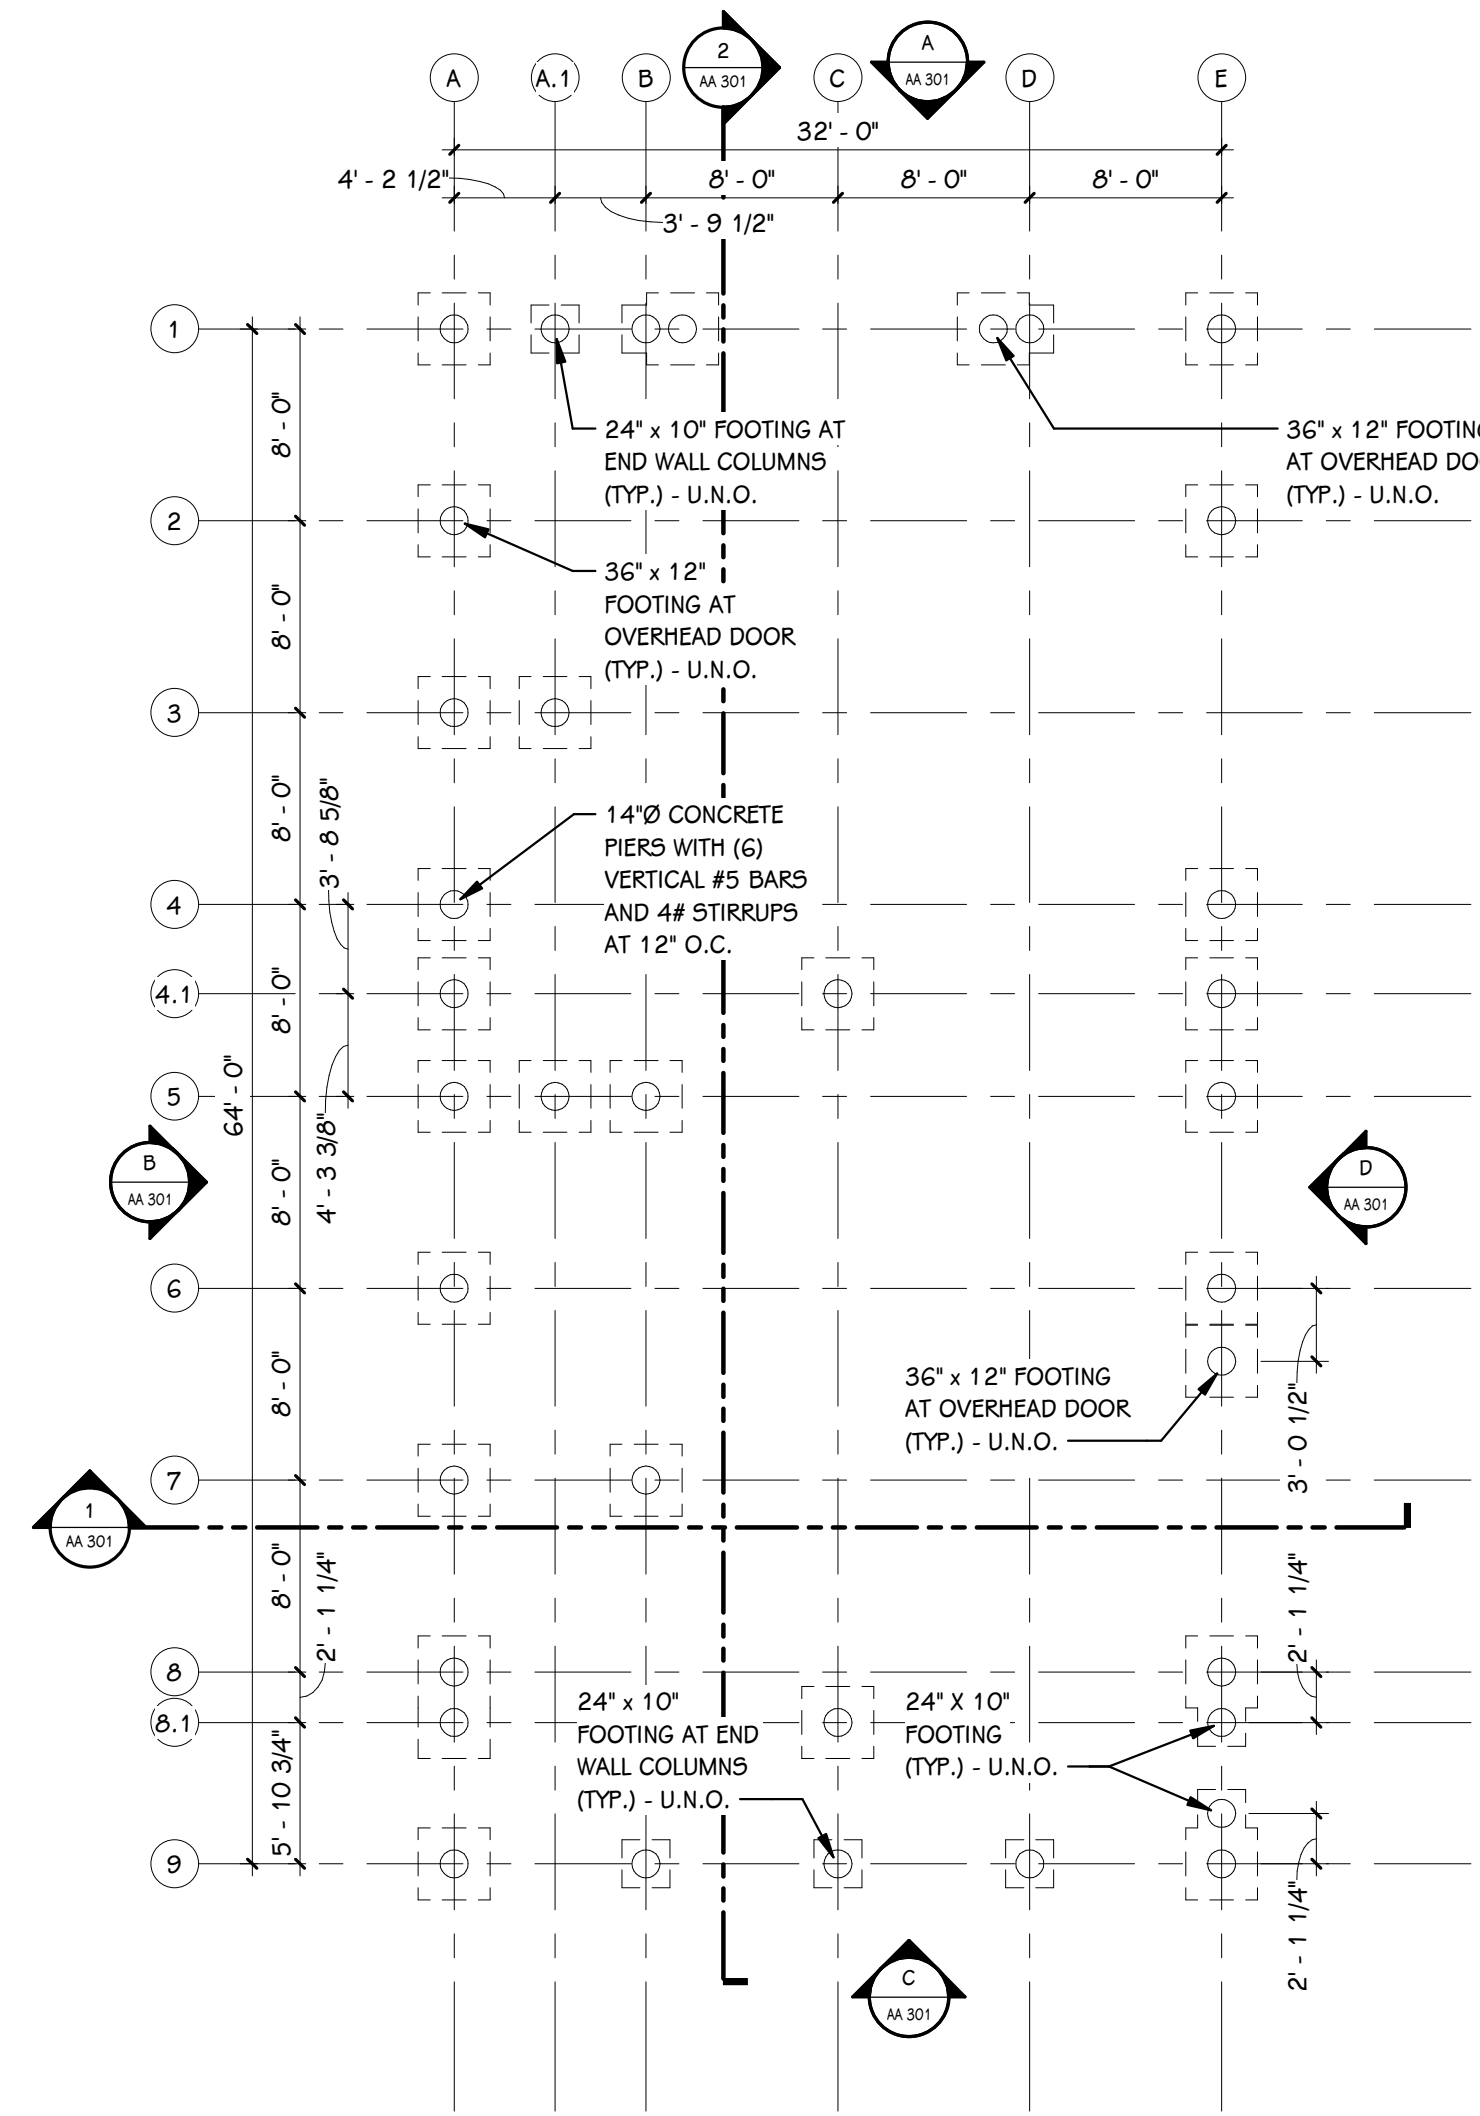 A
A.1
B
2
AA 301
C
A
AA 301
D
E
32' - 0"
4' - 2 1/2"
8' - 0"
8' - 0"
8' - 0"
3' - 9 1/2"
1
24" x 10" FOOTING AT
END WALL COLUMNS
(TYP.) - U.N.O.
36" x 12" FOOTING
AT OVERHEAD DO
(TYP.) - U.N.O.
8' - 0"
2
36" x 12"
FOOTING AT
OVERHEAD DOOR
(TYP.) - U.N.O.
8' - 0"
3
8' - 0"
3' - 8 5/8"
14"Ø CONCRETE
PIERS WITH (6)
VERTICAL #5 BARS
AND 4# STIRRUPS
AT 12" O.C.
4
4.1
8' - 0"
5
64' - 0"
4' - 3 3/8"
8' - 0"
B
AA 301
D
AA 301
6
8' - 0"
36" x 12" FOOTING
AT OVERHEAD DOOR
(TYP.) - U.N.O.
3' - 0 1/2"
7
1
AA 301
8' - 0"
2' - 1 1/4"
2' - 1 1/4"
8
8.1
24" x 10"
FOOTING AT END
WALL COLUMNS
(TYP.) - U.N.O.
24" X 10"
FOOTING
(TYP.) - U.N.O.
5' - 10 3/4"
9
2' - 1 1/4"
C
AA 301